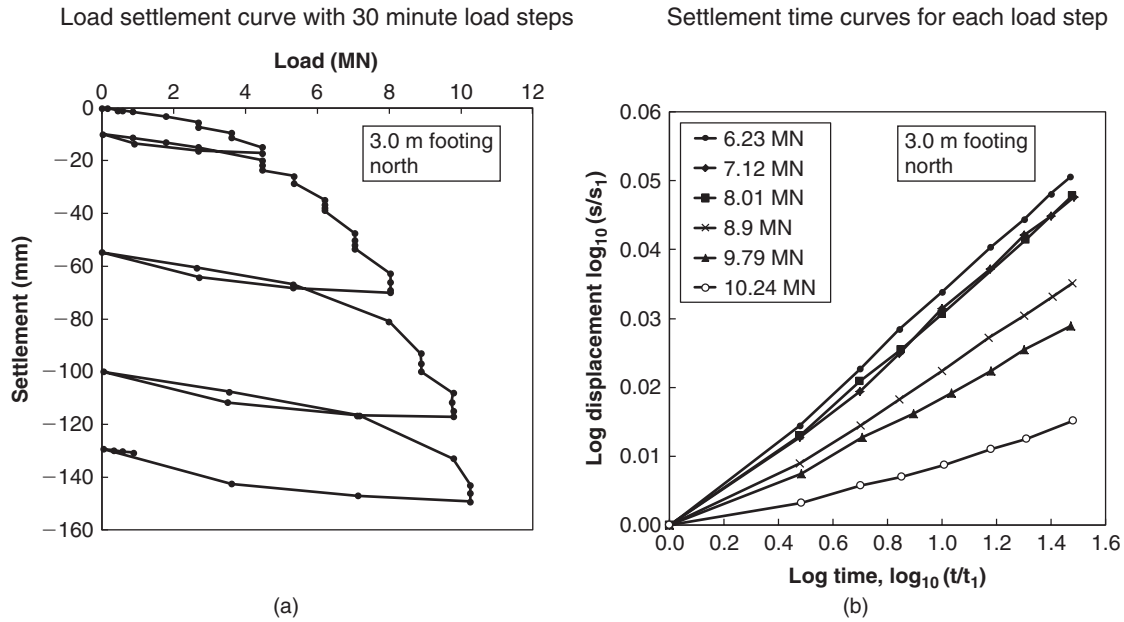 Load settlement curve with 30 minute load steps
Load (MN)
0 2 4 6 8 10 12
0
−20
−40
−60
−80
−100
−120
−140
−160
Settlement (mm)
3.0 m footing
north
(a)
Settlement time curves for each load step
0.06
0.05
0.04
0.03
0.02
0.01
0.00
Log displacement log₁₀ (s/s₁)
6.23 MN
7.12 MN
8.01 MN
8.9 MN
9.79 MN
10.24 MN
3.0 m footing
north
0.0 0.2 0.4 0.6 0.8 1.0 1.2 1.4 1.6
Log time, log₁₀ (t/t₁)
(b)